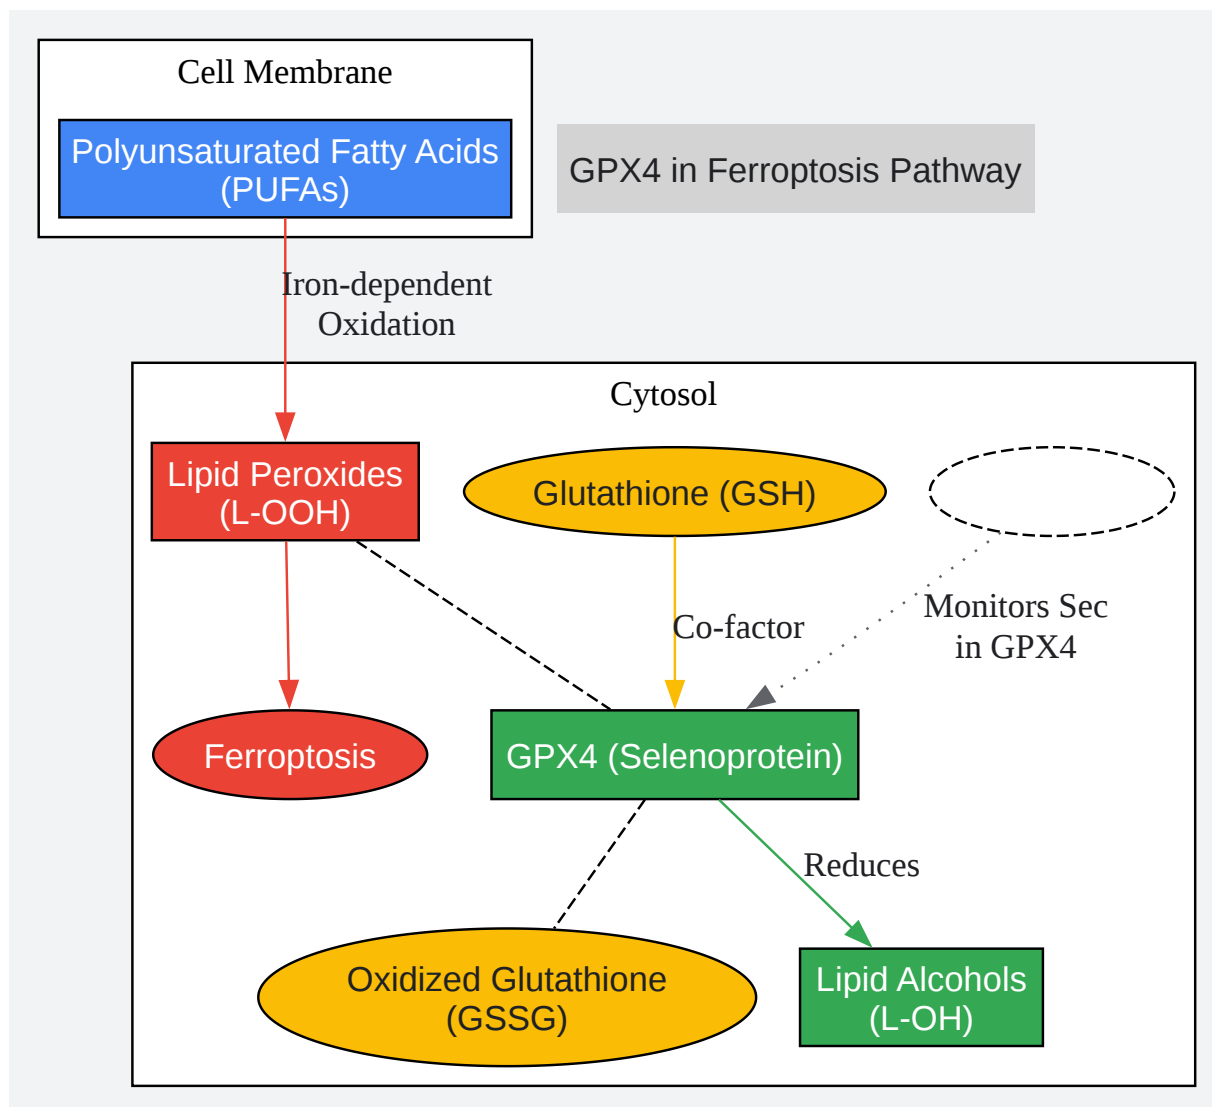 Cell Membrane
Polyunsaturated Fatty Acids
(PUFAs)
GPX4 in Ferroptosis Pathway
Iron-dependent
Oxidation
Cytosol
Lipid Peroxides
(L-OOH)
Glutathione (GSH)
Monitors Sec
in GPX4
Co-factor
Ferroptosis
GPX4 (Selenoprotein)
Reduces
Oxidized Glutathione
(GSSG)
Lipid Alcohols
(L-OH)